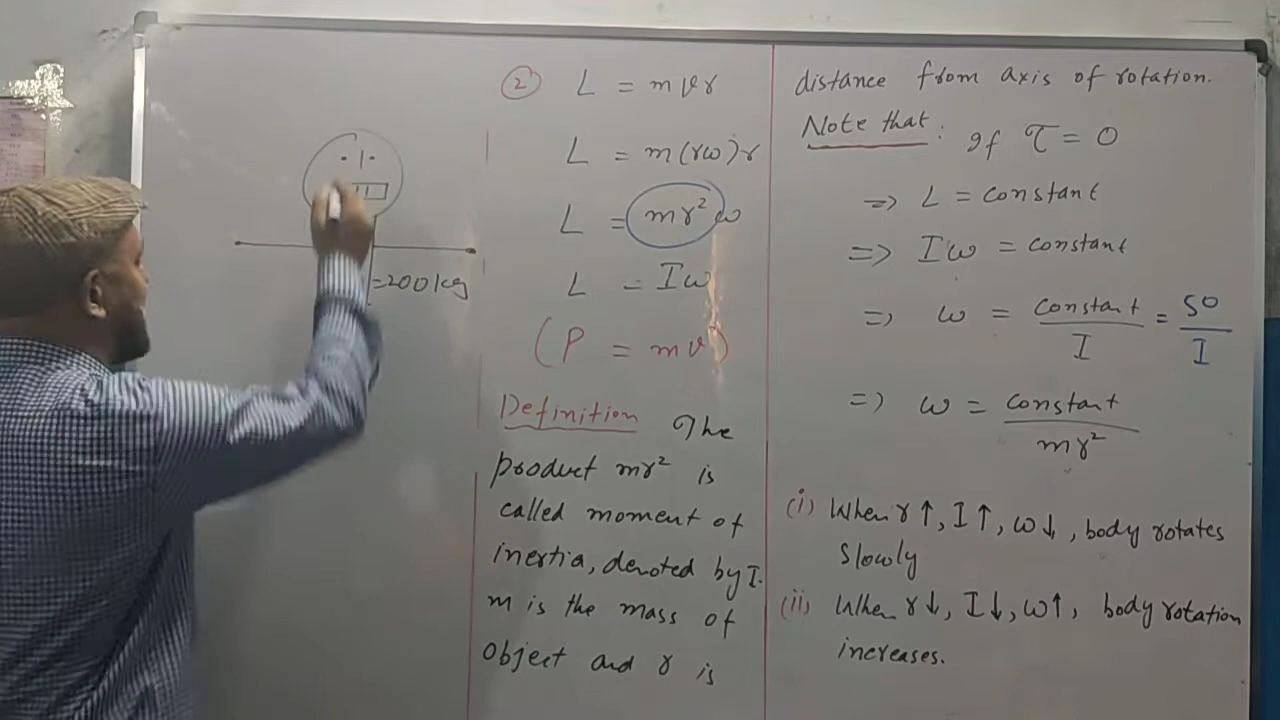 =200kg
② L = mvr
L = m(rω)r
L = mr²ω
L = Iω
(P = mv)
Definition The
product mr² is
called moment of
inertia, denoted by I.
m is the mass of
object and r is
distance from axis of rotation.
Note that: If τ = 0
=> L = constant
=> Iω = constant
=> ω = constant/I = 50/I
=> ω = constant/mr²
(i) When r↑, I↑, ω↓, body rotates
slowly
(ii) When r↓, I↓, ω↑, body rotation
increases.